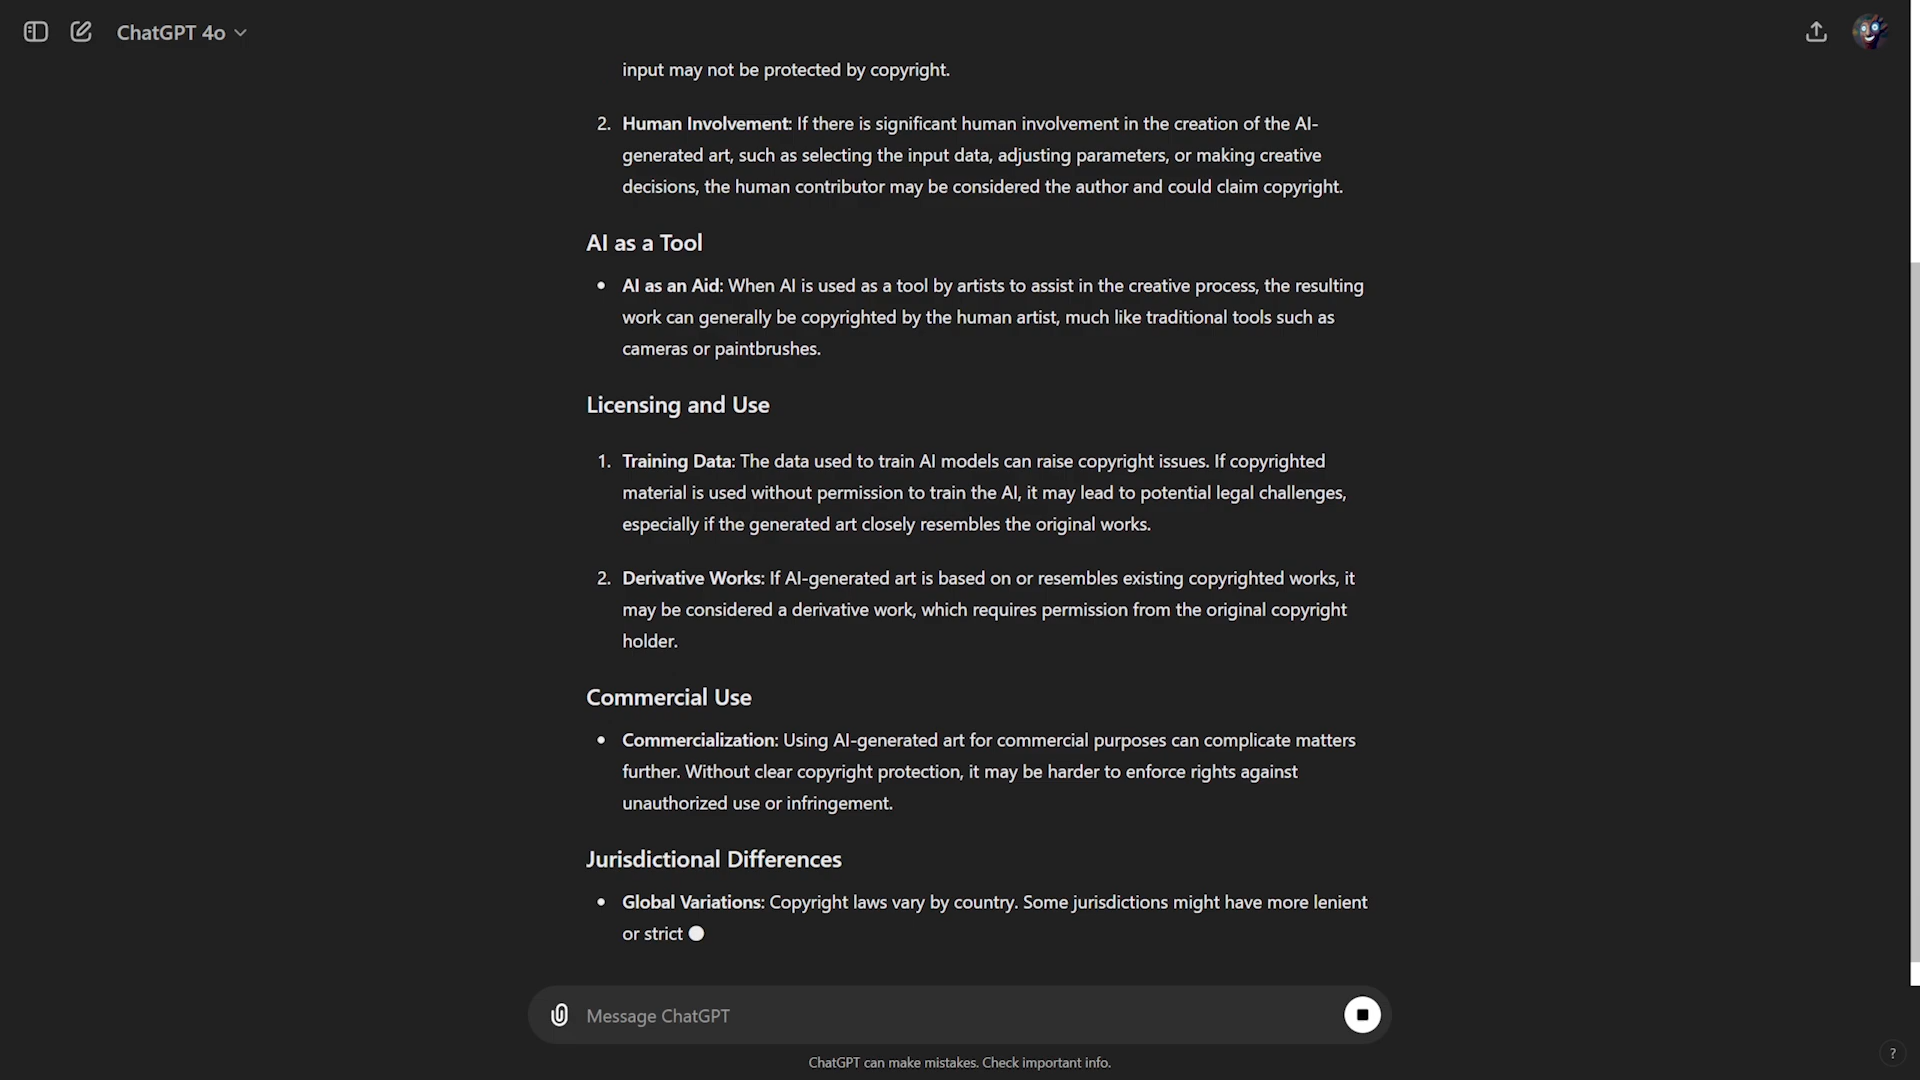 ChatGPT 4o
input may not be protected by copyright.
2. Human Involvement: If there is significant human involvement in the creation of the AI-
generated art, such as selecting the input data, adjusting parameters, or making creative
decisions, the human contributor may be considered the author and could claim copyright.
AI as a Tool
• AI as an Aid: When AI is used as a tool by artists to assist in the creative process, the resulting
work can generally be copyrighted by the human artist, much like traditional tools such as
cameras or paintbrushes.
Licensing and Use
1. Training Data: The data used to train AI models can raise copyright issues. If copyrighted
material is used without permission to train the AI, it may lead to potential legal challenges,
especially if the generated art closely resembles the original works.
2. Derivative Works: If AI-generated art is based on or resembles existing copyrighted works, it
may be considered a derivative work, which requires permission from the original copyright
holder.
Commercial Use
• Commercialization: Using AI-generated art for commercial purposes can complicate matters
further. Without clear copyright protection, it may be harder to enforce rights against
unauthorized use or infringement.
Jurisdictional Differences
• Global Variations: Copyright laws vary by country. Some jurisdictions might have more lenient
or strict
Message ChatGPT
ChatGPT can make mistakes. Check important info.
?